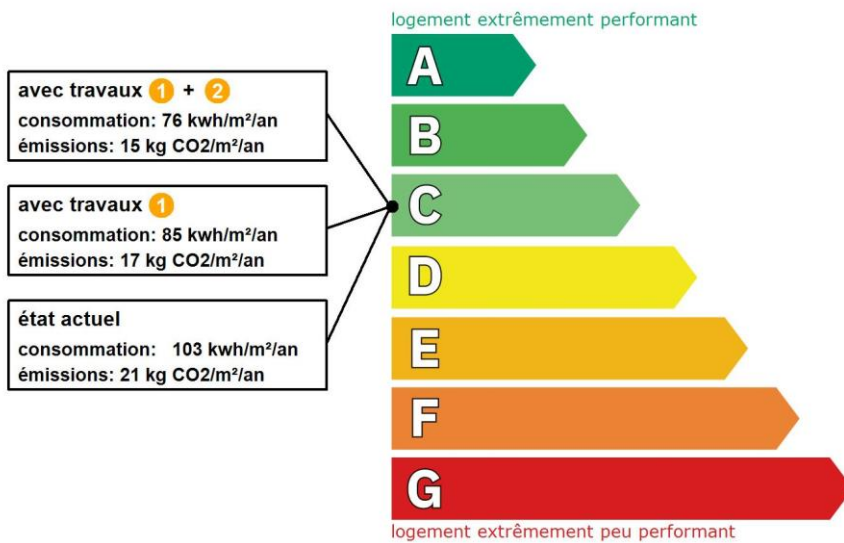 logement extrêmement performant
avec travaux 1 + 2
consommation: 76 kwh/m²/an
émissions: 15 kg CO2/m²/an
avec travaux 1
consommation: 85 kwh/m²/an
émissions: 17 kg CO2/m²/an
état actuel
consommation: 103 kwh/m²/an
émissions: 21 kg CO2/m²/an
A
B
C
D
E
F
G
logement extrêmement peu performant